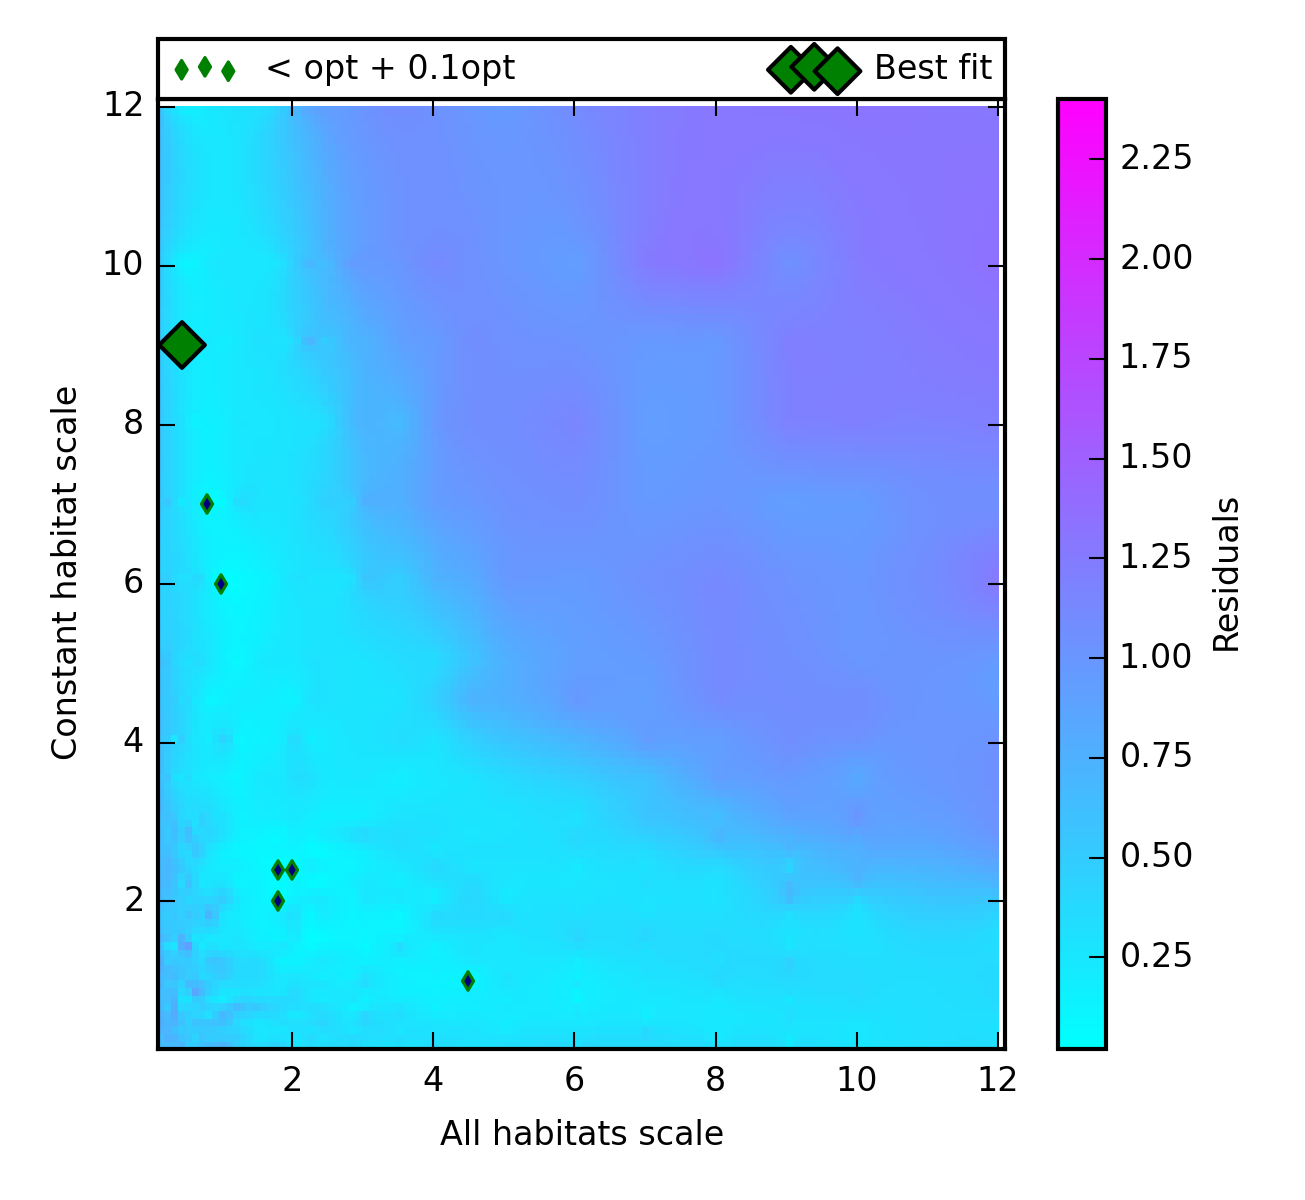 < opt + 0.1opt
Best fit
12
10
8
6
4
2
Constant habitat scale
2 4 6 8 10 12
All habitats scale
2.25
2.00
1.75
1.50
1.25
1.00
0.75
0.50
0.25
Residuals